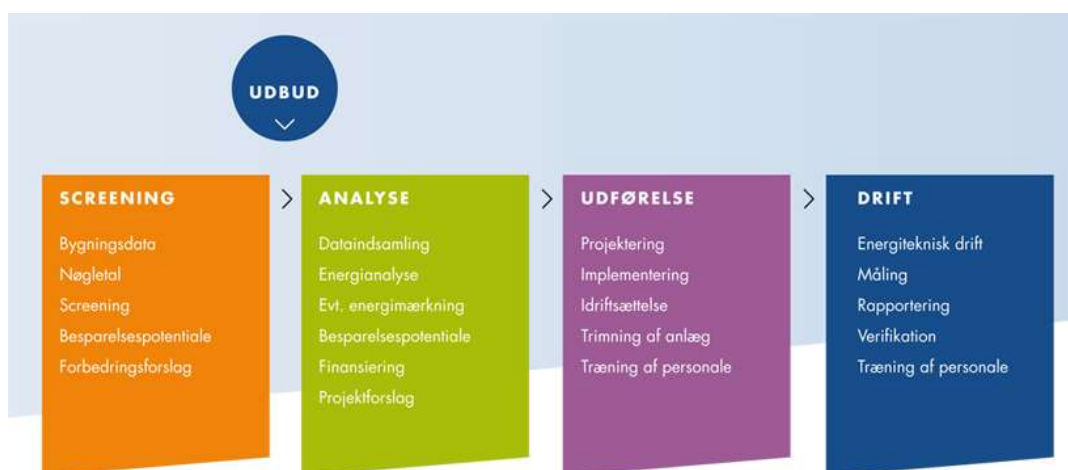 UDBUD
SCREENING
Bygningsdata
Nøgletal
Screening
Besparelsespotentiale
Forbedringsforslag
ANALYSE
Dataindsamling
Energianalyse
Evt. energimærkning
Besparelsespotentiale
Finansiering
Projektforslag
UDFØRELSE
Projektering
Implementering
Idriftsættelse
Trimning af anlæg
Træning af personale
DRIFT
Energiteknisk drift
Måling
Rapportering
Verifikation
Træning af personale